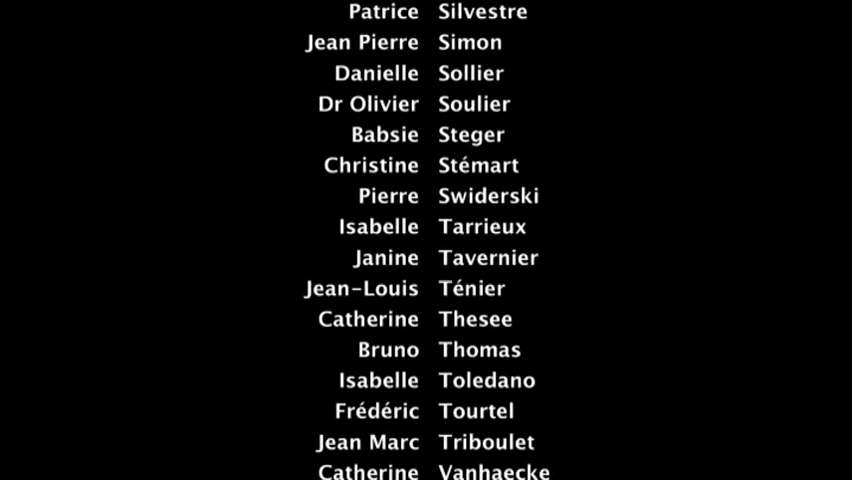 Patrice Silvestre
Jean Pierre Simon
Danielle Sollier
Dr Olivier Soulier
Babsie Steger
Christine Stémart
Pierre Swiderski
Isabelle Tarrieux
Janine Tavernier
Jean-Louis Ténier
Catherine Thesee
Bruno Thomas
Isabelle Toledano
Frédéric Tourtel
Jean Marc Triboulet
Catherine Vanhaecke